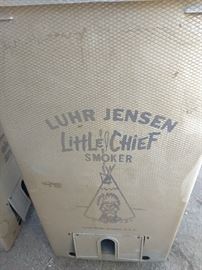 LUHR JENSEN
Little Chief
SMOKER